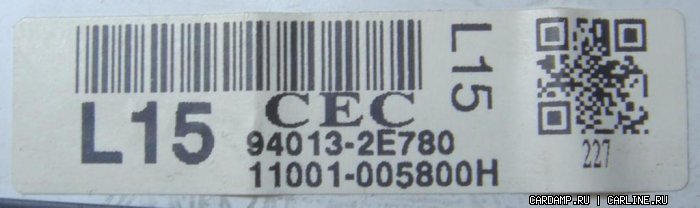 L15
CEC
94013-2E780
11001-005800H
L15
227
CARDAMP.RU | CARLINE.RU